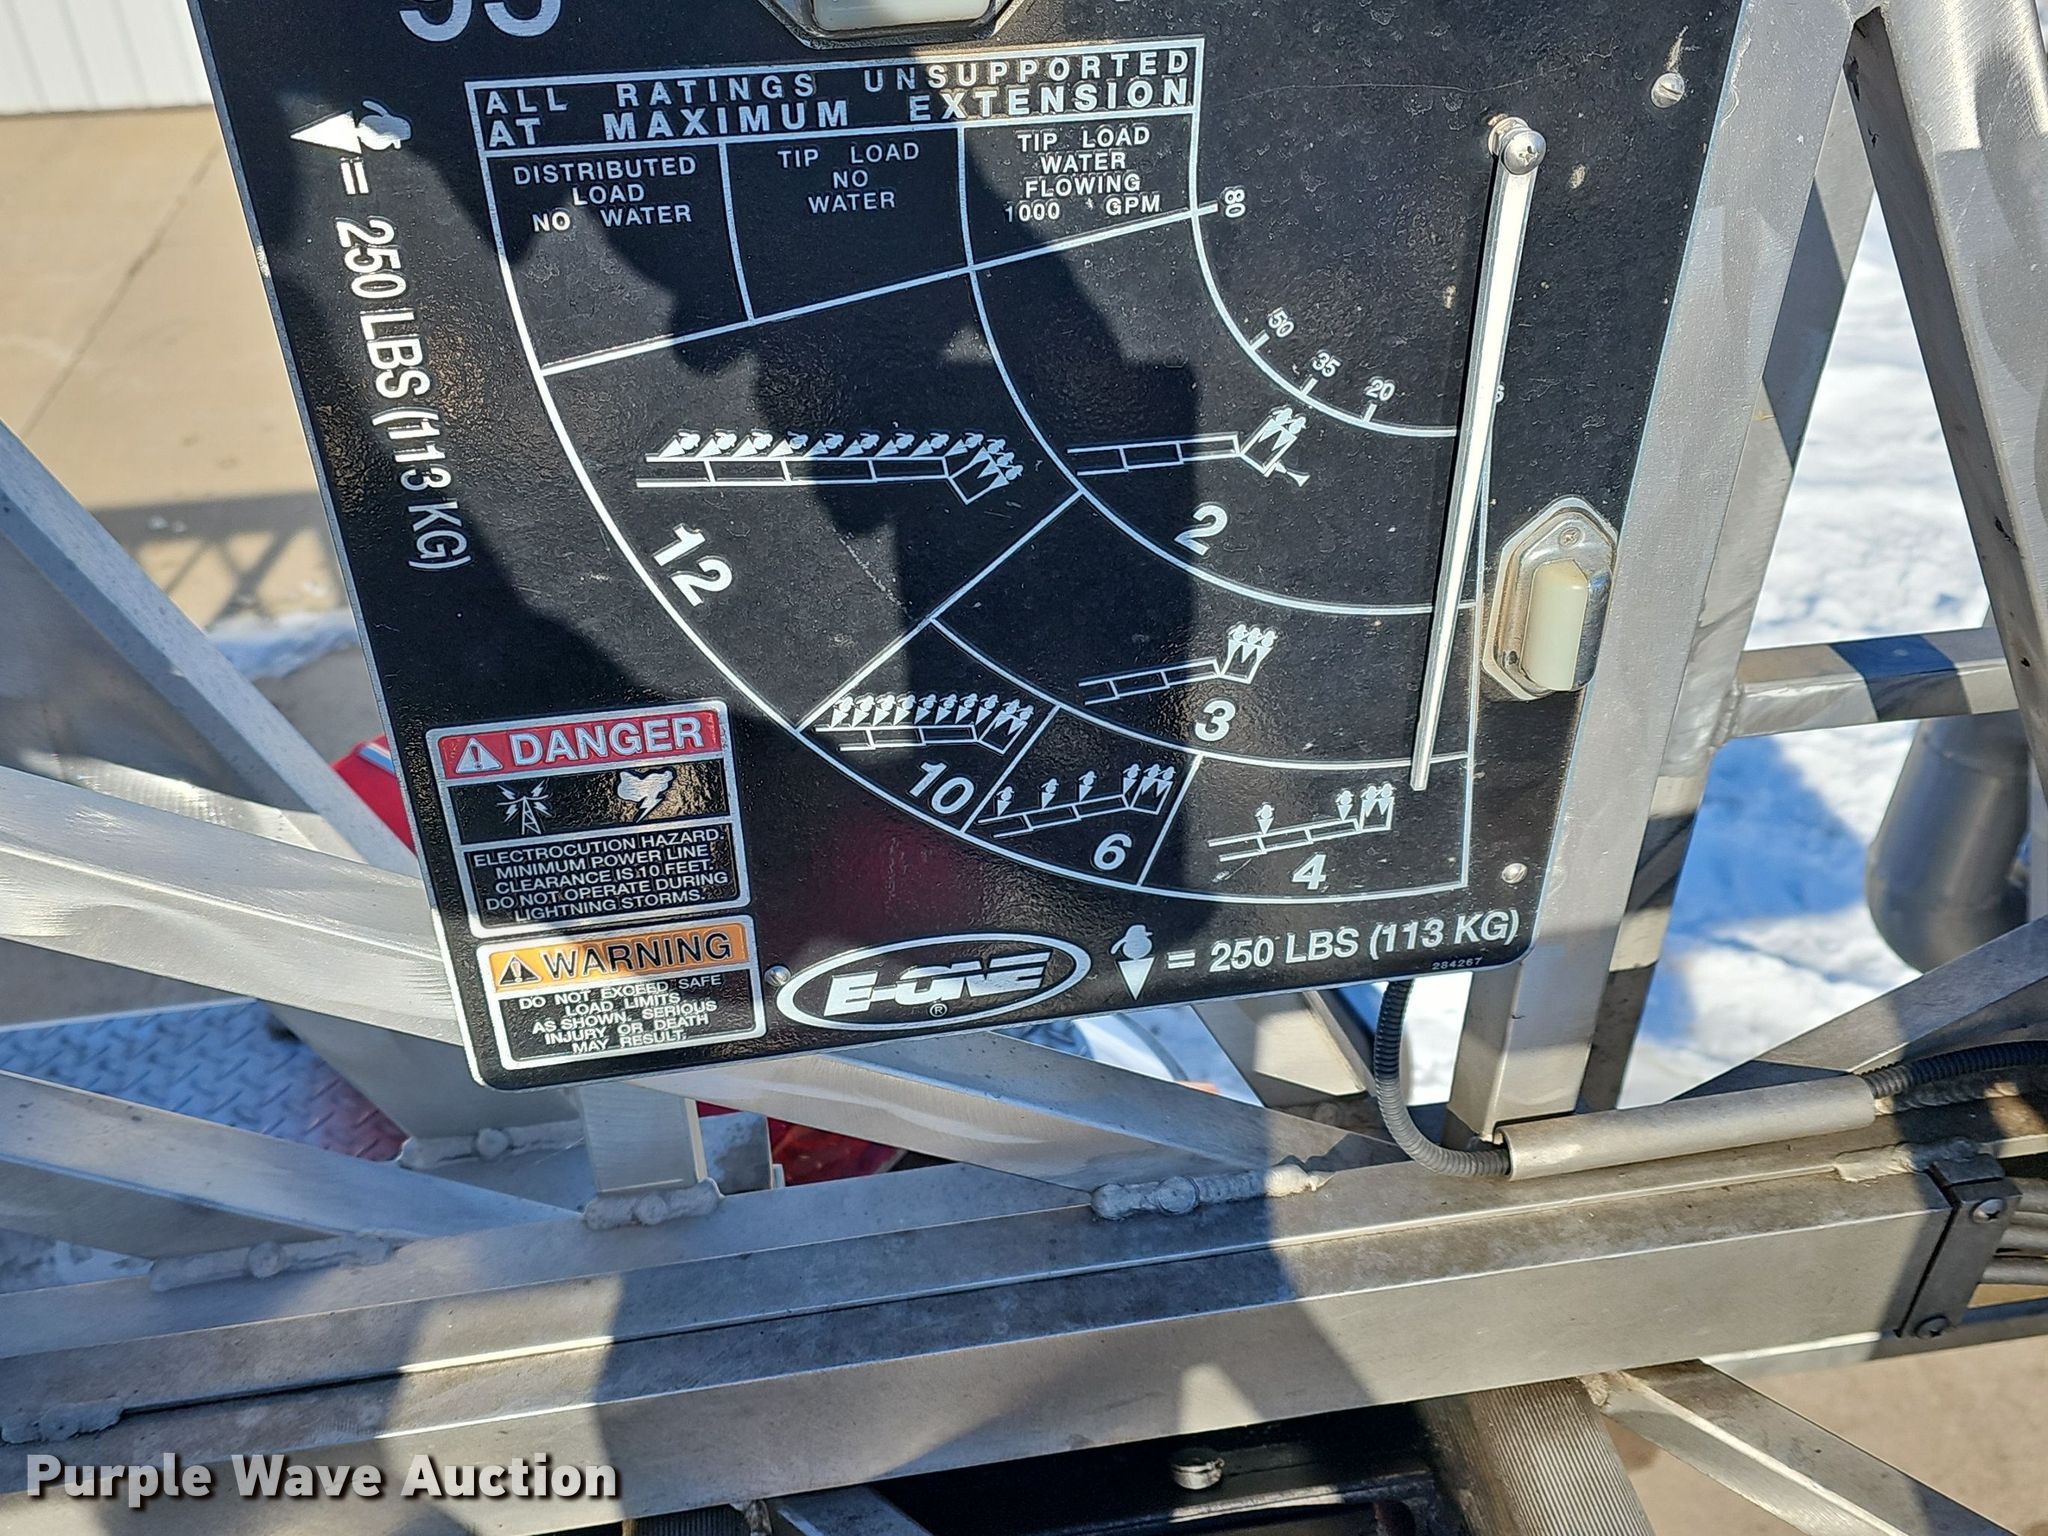 95
ALL RATINGS UNSUPPORTED
AT MAXIMUM EXTENSION
DISTRIBUTED
LOAD
NO WATER
TIP LOAD
NO
WATER
TIP LOAD
WATER
FLOWING
1000 GPM
80
50
35
20
= 250 LBS (113 KG)
12
2
3
10
6
4
DANGER
ELECTROCUTION HAZARD.
MINIMUM POWER LINE
CLEARANCE IS 10 FEET.
DO NOT OPERATE DURING
LIGHTNING STORMS.
WARNING
DO NOT EXCEED SAFE
LOAD LIMITS
AS SHOWN. SERIOUS
INJURY OR DEATH
MAY RESULT.
E-ONE
®
= 250 LBS (113 KG)
284267
Purple Wave Auction